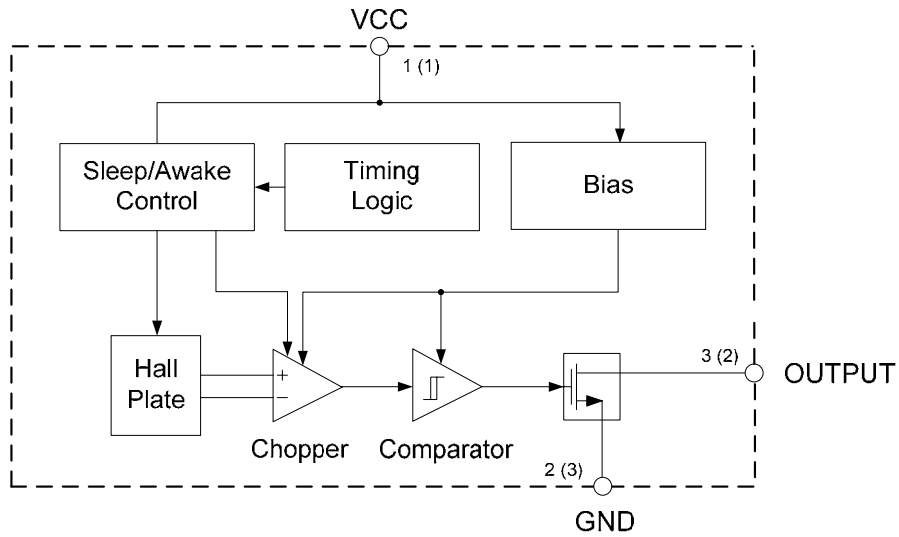 VCC
1 (1)
Sleep/Awake
Control
Timing
Logic
Bias
Hall
Plate
+
−
Chopper
Comparator
3 (2)
OUTPUT
2 (3)
GND